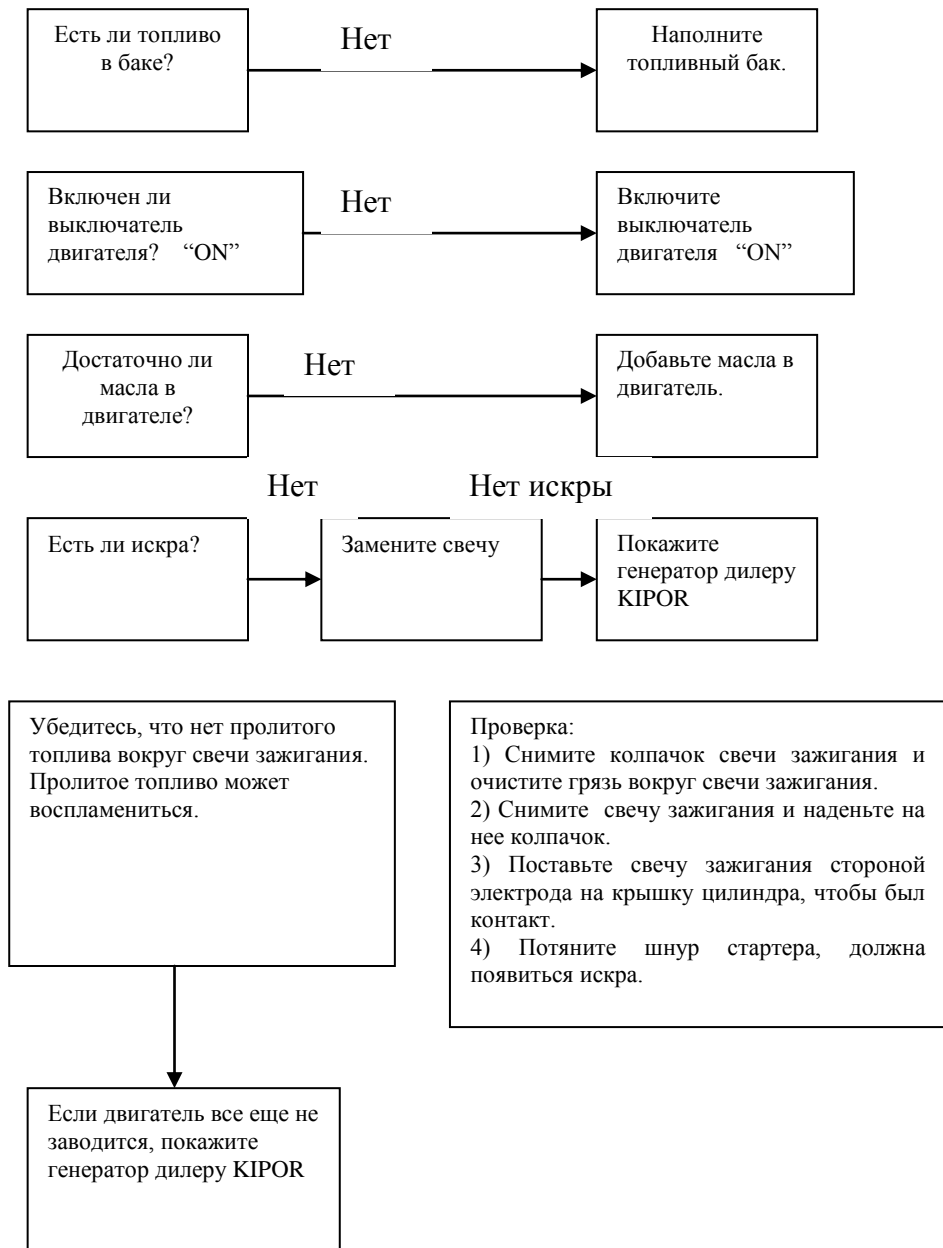 Есть ли топливо
в баке?
Нет
Наполните
топливный бак.
Включен ли
выключатель
двигателя? “ON”
Нет
Включите
выключатель
двигателя “ON”
Достаточно ли
масла в
двигателе?
Нет
Добавьте масла в
двигатель.
Нет
Нет искры
Есть ли искра?
Замените свечу
Покажите
генератор дилеру
KIPOR
Убедитесь, что нет пролитого
топлива вокруг свечи зажигания.
Пролитое топливо может
воспламениться.
Проверка:
1) Снимите колпачок свечи зажигания и
очистите грязь вокруг свечи зажигания.
2) Снимите свечу зажигания и наденьте на
нее колпачок.
3) Поставьте свечу зажигания стороной
электрода на крышку цилиндра, чтобы был
контакт.
4) Потяните шнур стартера, должна
появиться искра.
Если двигатель все еще не
заводится, покажите
генератор дилеру KIPOR